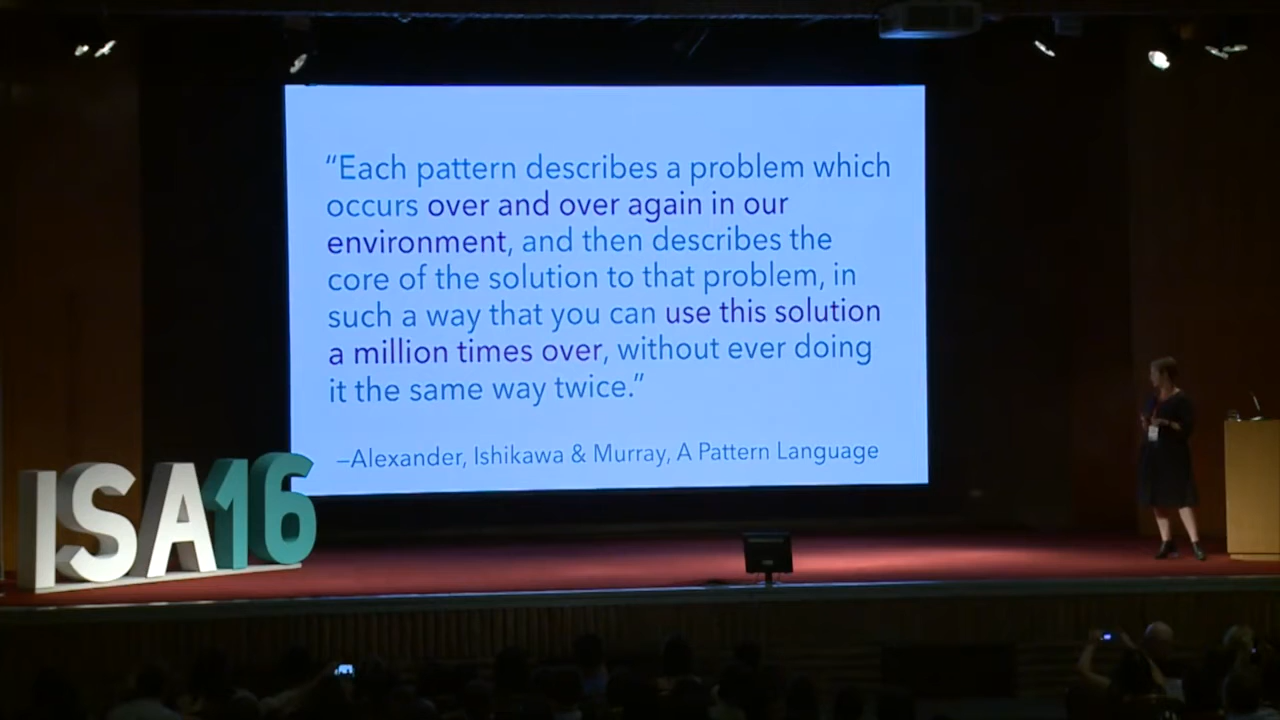 “Each pattern describes a problem which
occurs over and over again in our
environment, and then describes the
core of the solution to that problem, in
such a way that you can use this solution
a million times over, without ever doing
it the same way twice.”
–Alexander, Ishikawa & Murray, A Pattern Language
ISA16